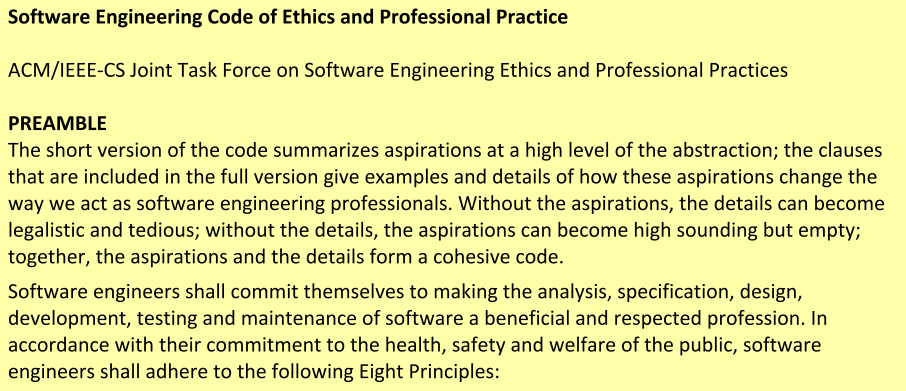 Software Engineering Code of Ethics and Professional Practice
ACM/IEEE-CS Joint Task Force on Software Engineering Ethics and Professional Practices
PREAMBLE
The short version of the code summarizes aspirations at a high level of the abstraction; the clauses
that are included in the full version give examples and details of how these aspirations change the
way we act as software engineering professionals. Without the aspirations, the details can become
legalistic and tedious; without the details, the aspirations can become high sounding but empty;
together, the aspirations and the details form a cohesive code.
Software engineers shall commit themselves to making the analysis, specification, design,
development, testing and maintenance of software a beneficial and respected profession. In
accordance with their commitment to the health, safety and welfare of the public, software
engineers shall adhere to the following Eight Principles: